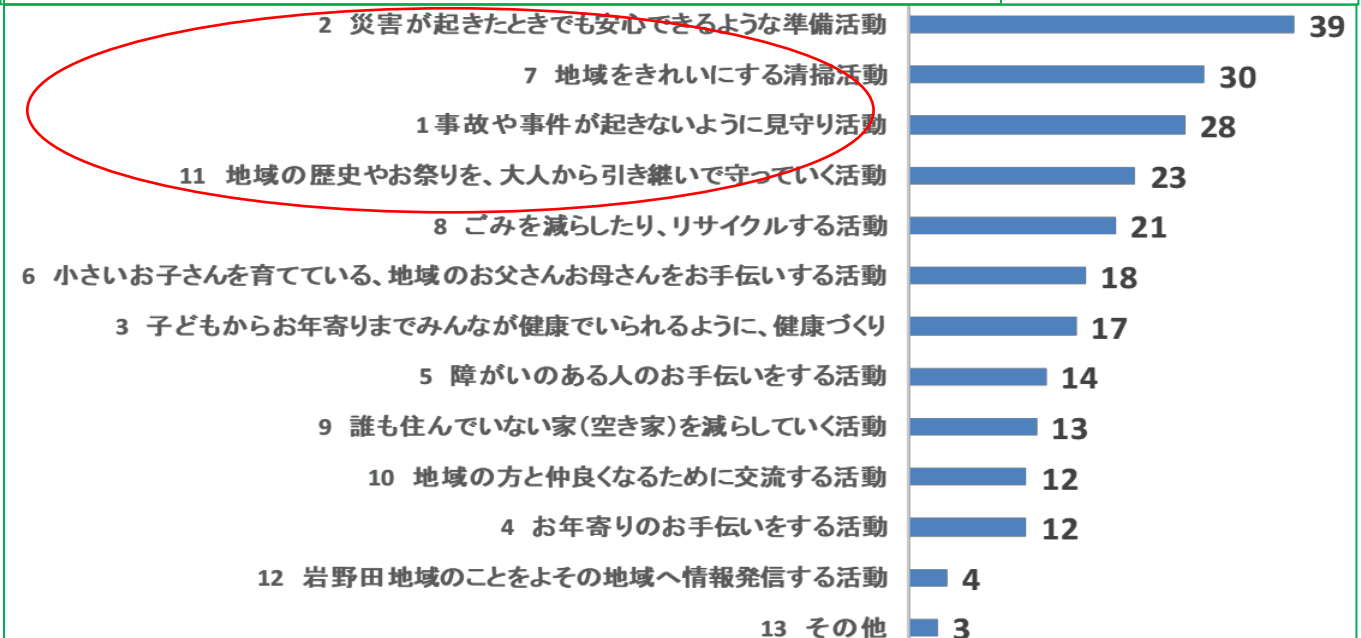 2 災害が起きたときでも安心できるような準備活動 39
7 地域をきれいにする清掃活動 30
1 事故や事件が起きないように見守り活動 28
11 地域の歴史やお祭りを、大人から引き継いで守っていく活動 23
8 ごみを減らしたり、リサイクルする活動 21
6 小さいお子さんを育てている、地域のお父さんお母さんをお手伝いする活動 18
3 子どもからお年寄りまでみんなが健康でいられるように、健康づくり 17
5 障がいのある人のお手伝いをする活動 14
9 誰も住んでいない家(空き家)を減らしていく活動 13
10 地域の方と仲良くなるために交流する活動 12
4 お年寄りのお手伝いをする活動 12
12 岩野田地域のことをよその地域へ情報発信する活動 4
13 その他 3